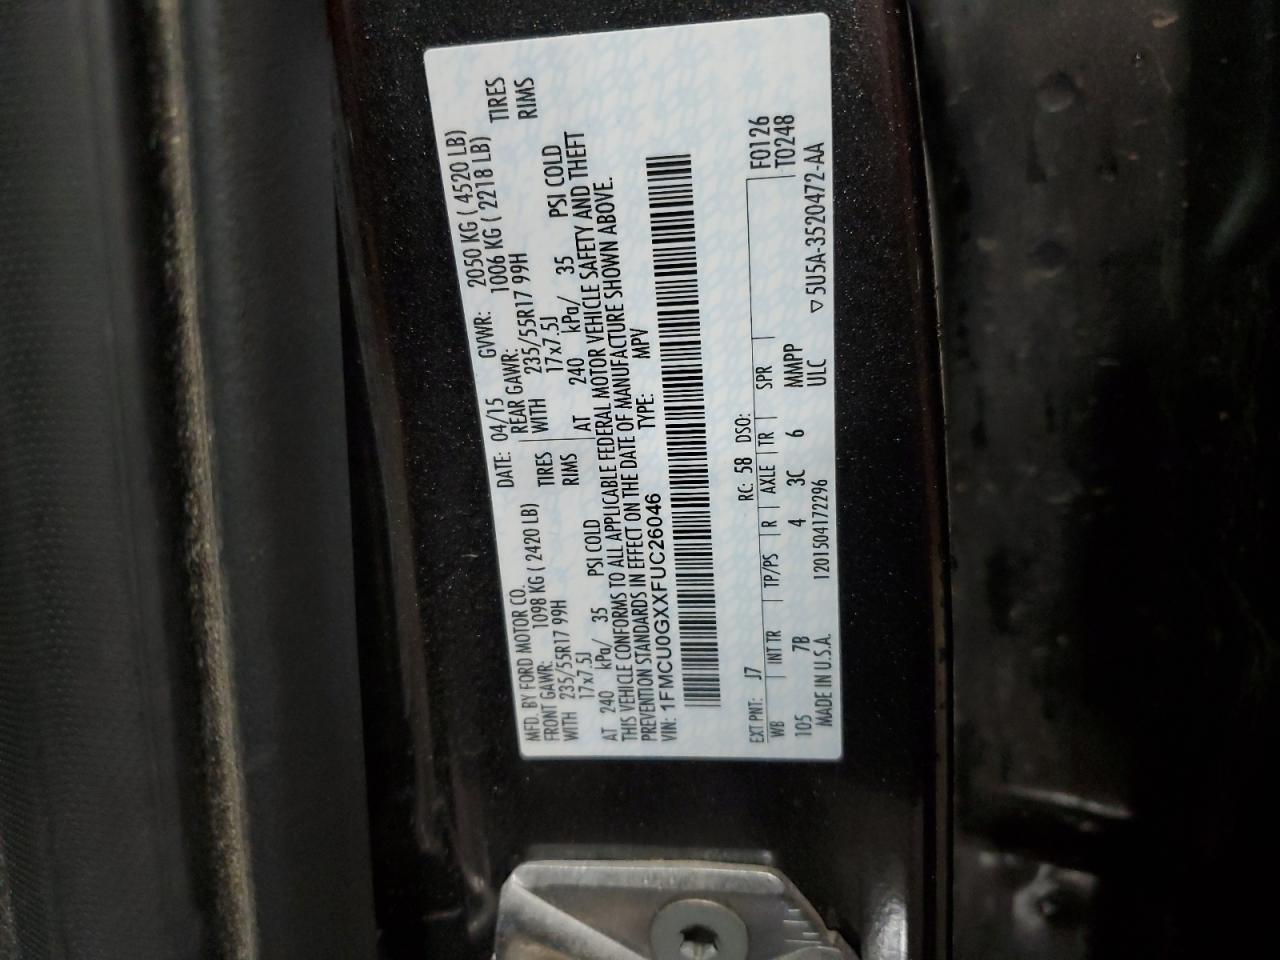 MFD. BY FORD MOTOR CO. DATE: 04/15 GVWR: 2050 KG ( 4520 LB)
FRONT GAWR: 1098 KG ( 2420 LB) REAR GAWR: 1006 KG ( 2218 LB)
WITH 235/55R17 99H TIRES WITH 235/55R17 99H TIRES
17x7.5J RIMS 17x7.5J RIMS
AT 240 kPa/ 35 PSI COLD AT 240 kPa/ 35 PSI COLD
THIS VEHICLE CONFORMS TO ALL APPLICABLE FEDERAL MOTOR VEHICLE SAFETY AND THEFT
PREVENTION STANDARDS IN EFFECT ON THE DATE OF MANUFACTURE SHOWN ABOVE.
VIN: 1FMCU0GXXFUC26046 TYPE: MPV
EXT PNT: J7 RC: 58 DSO: F0126
WB INT TR TP/PS R AXLE TR SPR T0248
105 7B 4 3C 6 MMPP
MADE IN U.S.A. 1201504172296 ULC ▽ 5U5A-3520472-AA